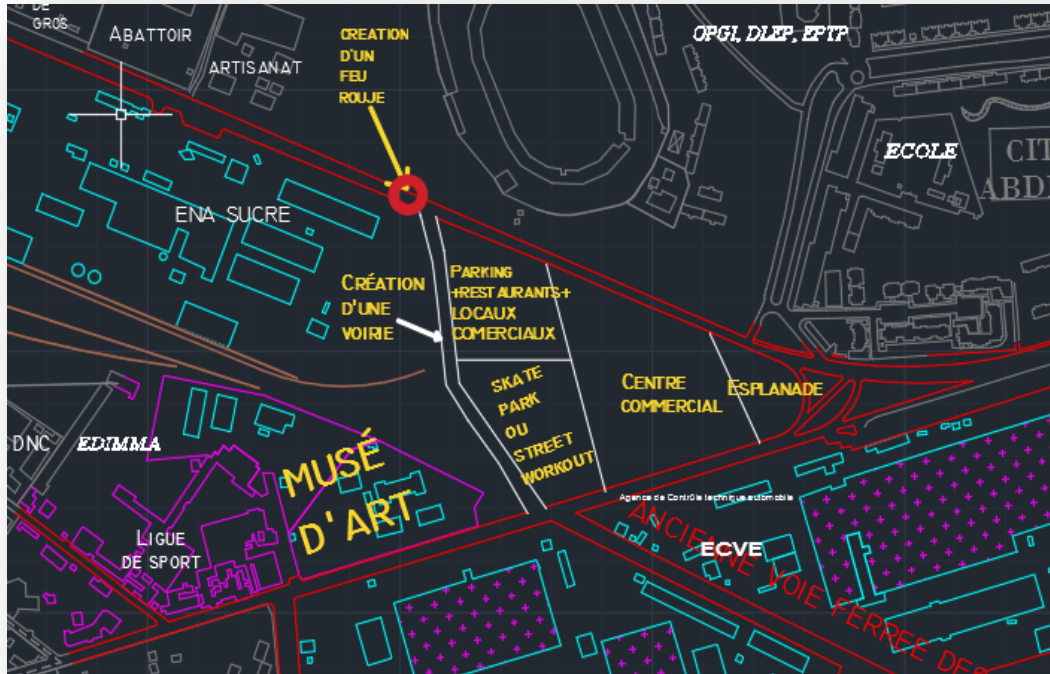 DE
GROS
ABATTOIR
ARTISANAT
CREATION
D'UN
FEU
ROUJE
OPGI, DLEP, EPTP
ECOLE
CIT
ABDE
ENA SUCRE
CRÉATION
D'UNE
VOIRIE
PARKING
+RESTAURANTS+
LOCAUX
COMERCIAUX
SKATE
PARK
OU
STREET
WORKOUT
CENTRE
COMMERCIAL
ESPLANADE
DNC
EDIMMA
MUSÉ
D'ART
LIGUE
DE SPORT
Agence de Contrôle technique automobile
ECVE
ANCIENNE VOIE FERREE DES